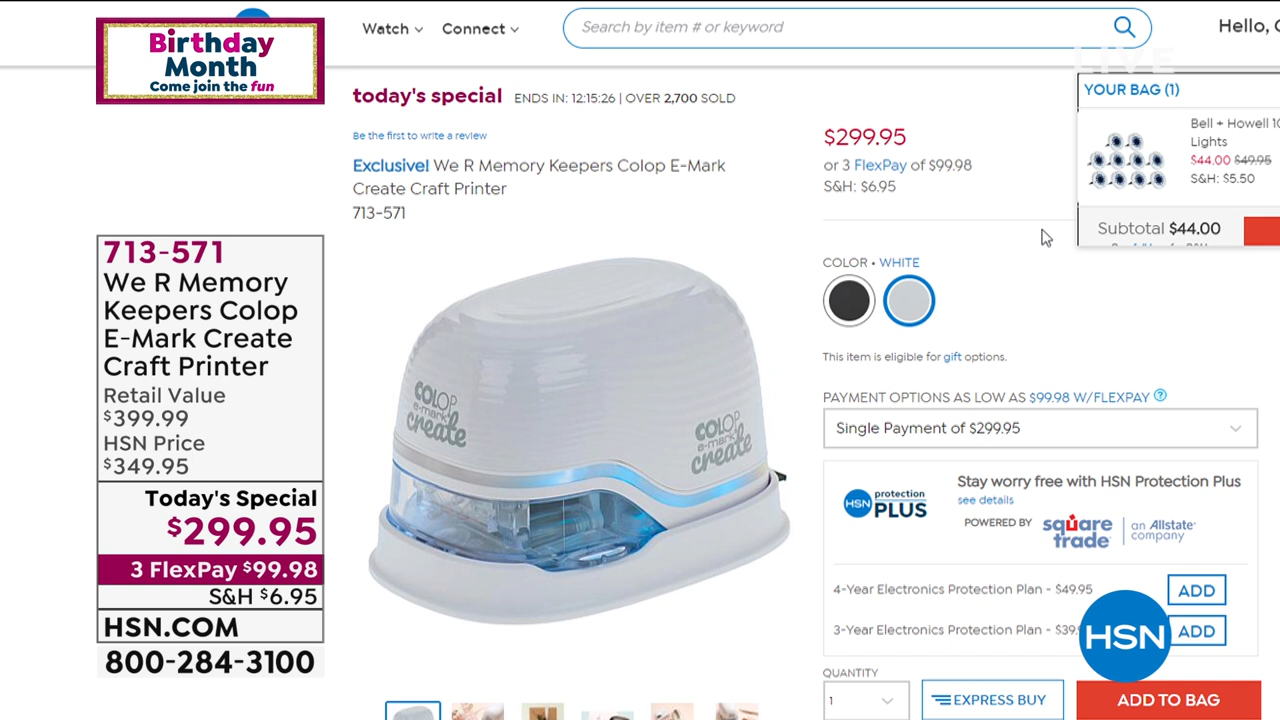 Birthday
Month
Come join the fun
Watch
Connect
Search by item # or keyword
Hello,
LIVE
today's special ENDS IN: 12:15:26 | OVER 2,700 SOLD
Be the first to write a review
Exclusive! We R Memory Keepers Colop E-Mark
Create Craft Printer
713-571
$299.95
or 3 FlexPay of $99.98
S&H: $6.95
YOUR BAG (1)
Bell + Howell
Lights
$44.00 $49.95
S&H: $5.50
Subtotal $44.00
COLOR • WHITE
This item is eligible for gift options.
PAYMENT OPTIONS AS LOW AS $99.98 W/FLEXPAY
Single Payment of $299.95
HSN protection PLUS
Stay worry free with HSN Protection Plus
see details
POWERED BY square trade | an Allstate company
4-Year Electronics Protection Plan - $49.95
ADD
3-Year Electronics Protection Plan - $39.
ADD
HSN
QUANTITY
1
EXPRESS BUY
ADD TO BAG
713-571
We R Memory
Keepers Colop
E-Mark Create
Craft Printer
Retail Value
$399.99
HSN Price
$349.95
Today's Special
$299.95
3 FlexPay $99.98
S&H $6.95
HSN.COM
800-284-3100
COLOP
e-mark
create
COLOP
e-mark
create